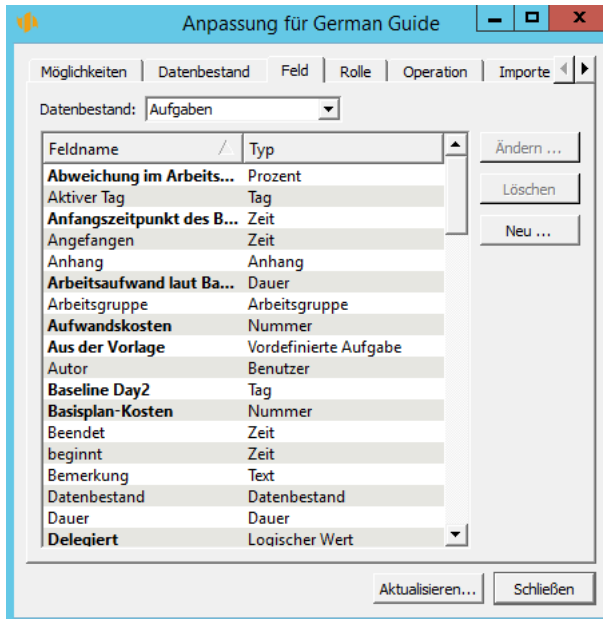 Anpassung für German Guide
Möglichkeiten Datenbestand Feld Rolle Operation Importe
Datenbestand: Aufgaben
Feldname Typ
Ändern ...
Abweichung im Arbeits... Prozent
Aktiver Tag Tag
Löschen
Anfangszeitpunkt des B... Zeit
Angefangen Zeit
Neu ...
Anhang Anhang
Arbeitsaufwand laut Ba... Dauer
Arbeitsgruppe Arbeitsgruppe
Aufwandskosten Nummer
Aus der Vorlage Vordefinierte Aufgabe
Autor Benutzer
Baseline Day2 Tag
Basisplan-Kosten Nummer
Beendet Zeit
beginnt Zeit
Bemerkung Text
Datenbestand Datenbestand
Dauer Dauer
Delegiert Logischer Wert
Aktualisieren... Schließen